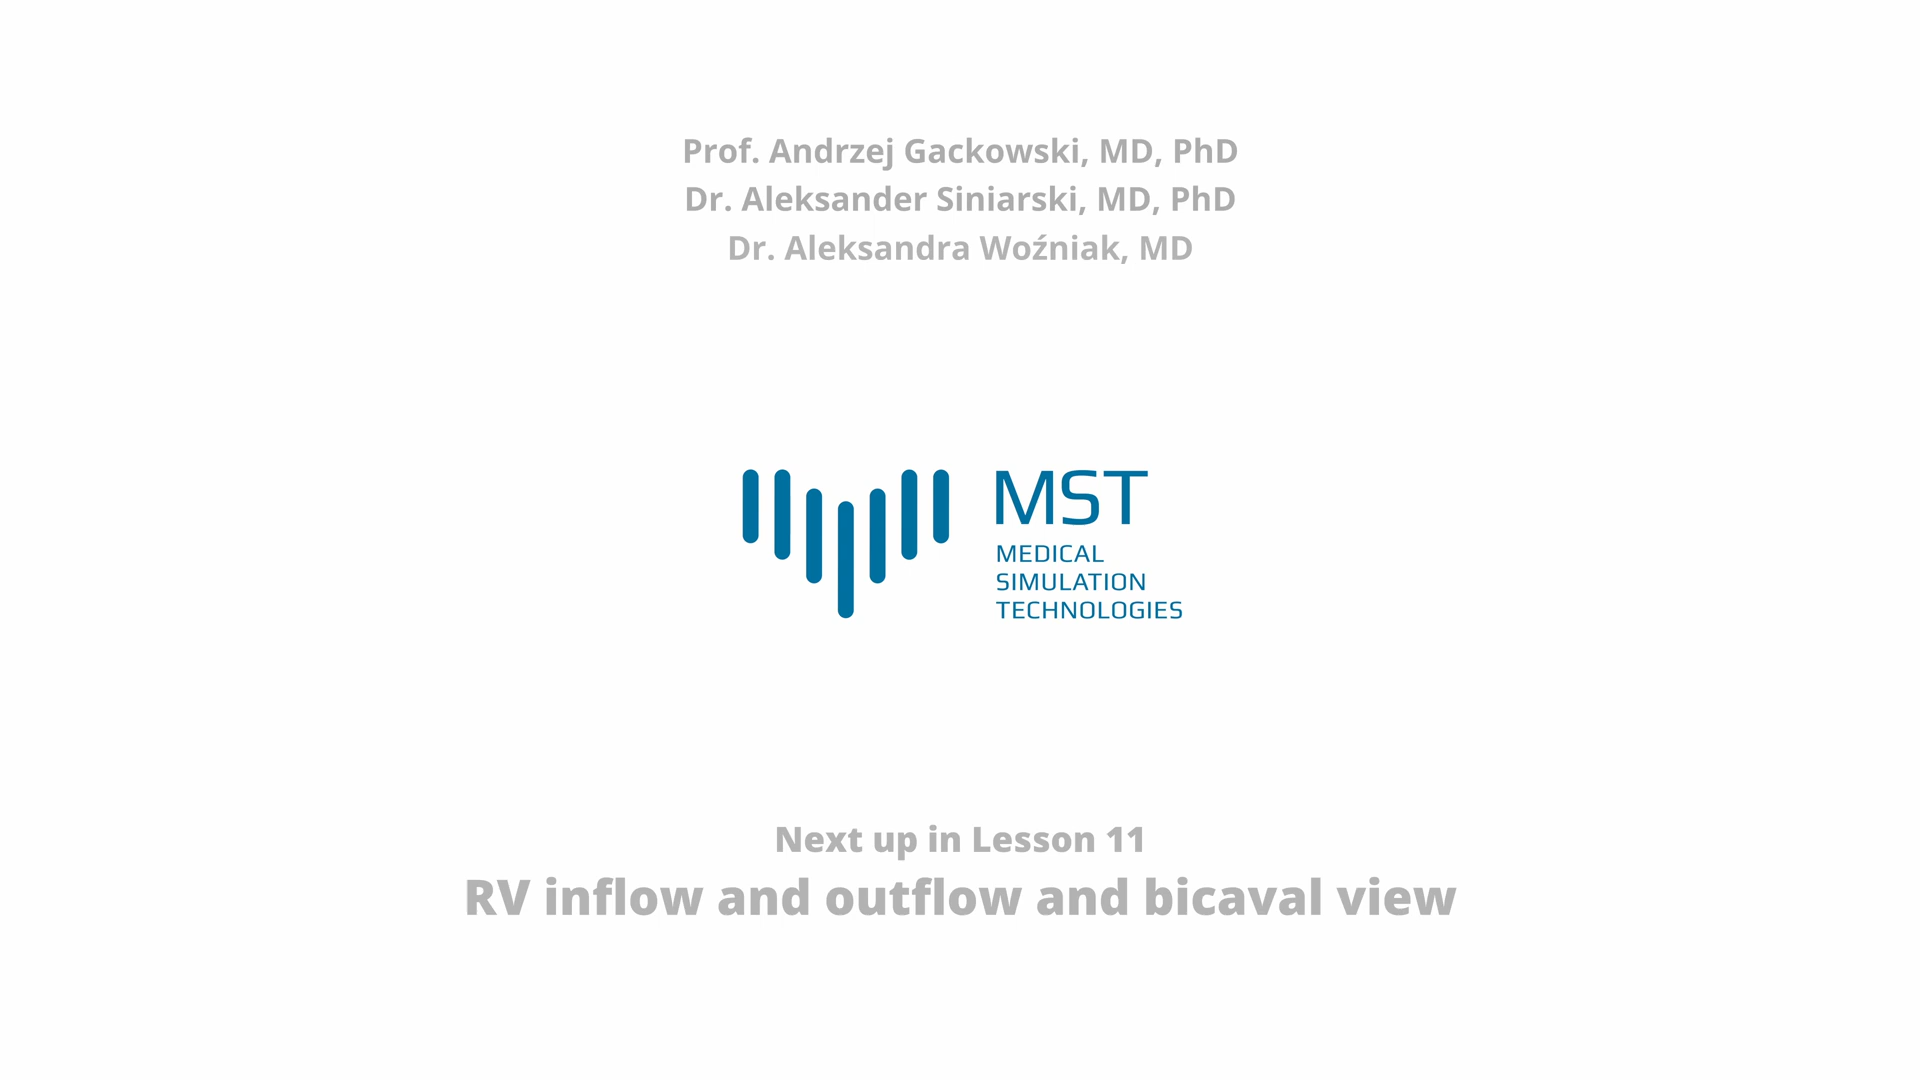 Prof. Andrzej Gackowski, MD, PhD
Dr. Aleksander Siniarski, MD, PhD
Dr. Aleksandra Woźniak, MD
MST
MEDICAL
SIMULATION
TECHNOLOGIES
Next up in Lesson 11
RV inflow and outflow and bicaval view